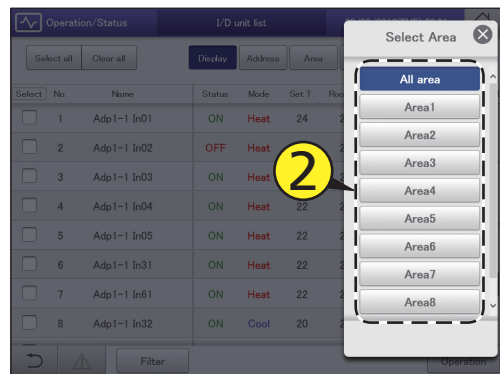 Operation/Status I/D unit list
Select Area
Select all Clear all Display Address Area
All area
Select No. Name Status Mode Set T.
Area1
1 Adp1-1 In01 ON Heat 24
Area2
2 Adp1-1 In02 OFF Heat
Area3
3 Adp1-1 In03 ON Heat
2
Area4
4 Adp1-1 In04 ON Heat 22
Area5
5 Adp1-1 In05 ON Heat 22
Area6
6 Adp1-1 In31 ON Heat 22
Area7
7 Adp1-1 In61 ON Heat 22
Area8
8 Adp1-1 In32 ON Cool 20
Filter Operation